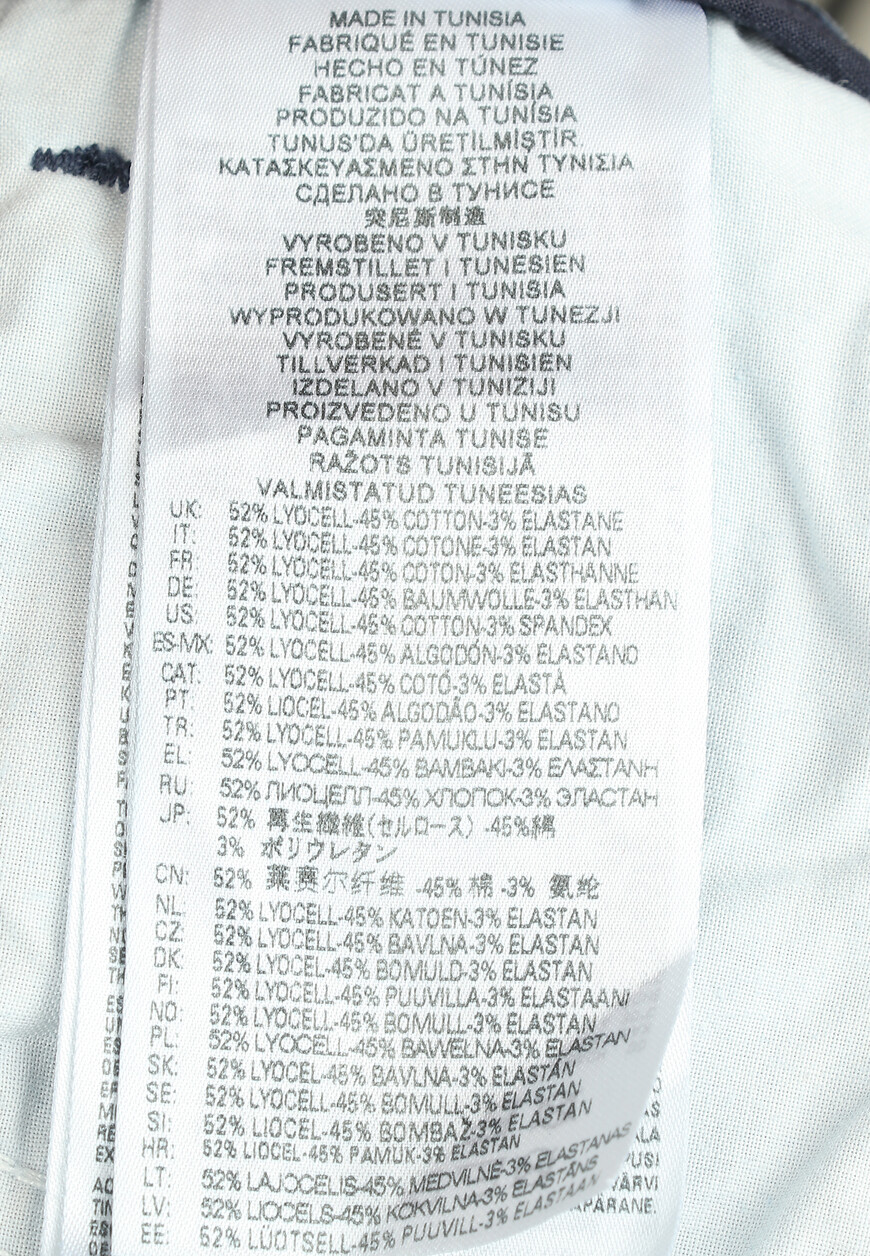 MADE IN TUNISIA
FABRIQUÉ EN TUNISIE
HECHO EN TÚNEZ
FABRICAT A TUNÍSIA
PRODUZIDO NA TUNÍSIA
TUNUS'DA ÜRETILMİŞTİR.
ΚΑΤΑΣΚΕΥΑΣΜΕΝΟ ΣΤΗΝ ΤΥΝΙΣΙΑ
СДЕЛАНО В ТУНИСЕ
突尼斯制造
VYROBENO V TUNISKU
FREMSTILLET I TUNESIEN
PRODUSERT I TUNISIA
WYPRODUKOWANO W TUNEZJI
VYROBENÉ V TUNISKU
TILLVERKAD I TUNISIEN
IZDELANO V TUNIZIJI
PROIZVEDENO U TUNISU
PAGAMINTA TUNISE
RAŽOTS TUNISIJĀ
VALMISTATUD TUNEESIAS
UK: 52% LYOCELL-45% COTTON-3% ELASTANE
IT: 52% LYOCELL-45% COTONE-3% ELASTAN
FR: 52% LYOCELL-45% COTON-3% ELASTHANNE
DE: 52% LYOCELL-45% BAUMWOLLE-3% ELASTHAN
US: 52% LYOCELL-45% COTTON-3% SPANDEX
ES-MX: 52% LYOCELL-45% ALGODÓN-3% ELASTANO
CAT: 52% LYOCELL-45% COTÓ-3% ELASTÀ
PT: 52% LIOCEL-45% ALGODÃO-3% ELASTANO
TR: 52% LYOCELL-45% PAMUKLU-3% ELASTAN
EL: 52% LYOCELL-45% ΒΑΜΒΑΚΙ-3% ΕΛΑΣΤΑΝΗ
RU: 52% ЛИОЦЕЛЛ-45% ХЛОПОК-3% ЭЛАСТАН
JP: 52% 再生繊維(セルロース) -45%綿
3% ポリウレタン
CN: 52% 莱赛尔纤维 -45% 棉 -3% 氨纶
NL: 52% LYOCELL-45% KATOEN-3% ELASTAN
CZ: 52% LYOCELL-45% BAVLNA-3% ELASTAN
DK: 52% LYOCEL-45% BOMULD-3% ELASTAN
FI: 52% LYOCELL-45% PUUVILLA-3% ELASTAANI
NO: 52% LYOCELL-45% BOMULL-3% ELASTAN
PL: 52% LYOCELL-45% BAWEŁNA-3% ELASTAN
SK: 52% LYOCEL-45% BAVLNA-3% ELASTAN
SE: 52% LYOCELL-45% BOMULL-3% ELASTAN
SI: 52% LIOCEL-45% BOMBAŽ-3% ELASTAN
HR: 52% LIOCEL-45% PAMUK-3% ELASTAN
LT: 52% LAJOCELIS-45% MEDVILNĖ-3% ELASTANAS
LV: 52% LIOCELS-45% KOKVILNA-3% ELASTĀNS
EE: 52% LÜOTSELL-45% PUUVILL-3% ELASTAAN